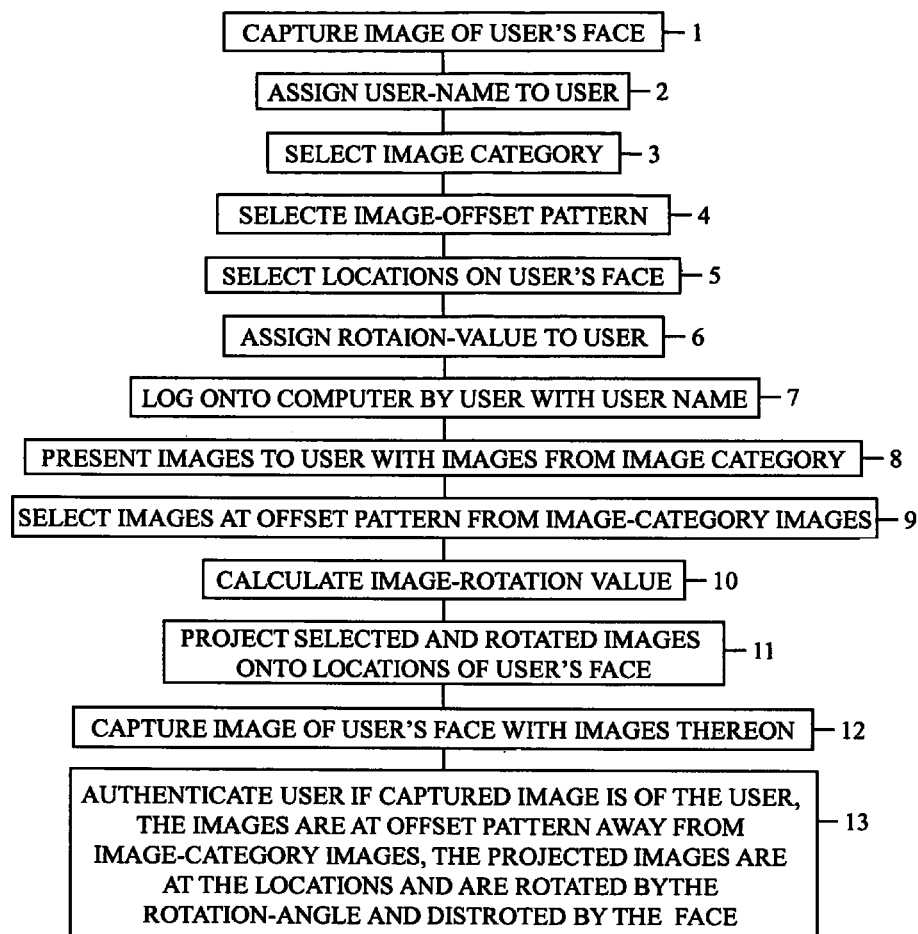 CAPTURE IMAGE OF USER'S FACE 1
ASSIGN USER-NAME TO USER 2
SELECT IMAGE CATEGORY 3
SELECTE IMAGE-OFFSET PATTERN 4
SELECT LOCATIONS ON USER'S FACE 5
ASSIGN ROTAION-VALUE TO USER 6
LOG ONTO COMPUTER BY USER WITH USER NAME 7
PRESENT IMAGES TO USER WITH IMAGES FROM IMAGE CATEGORY 8
SELECT IMAGES AT OFFSET PATTERN FROM IMAGE-CATEGORY IMAGES 9
CALCULATE IMAGE-ROTATION VALUE 10
PROJECT SELECTED AND ROTATED IMAGES
ONTO LOCATIONS OF USER'S FACE 11
CAPTURE IMAGE OF USER'S FACE WITH IMAGES THEREON 12
AUTHENTICATE USER IF CAPTURED IMAGE IS OF THE USER,
THE IMAGES ARE AT OFFSET PATTERN AWAY FROM 13
IMAGE-CATEGORY IMAGES, THE PROJECTED IMAGES ARE
AT THE LOCATIONS AND ARE ROTATED BYTHE
ROTATION-ANGLE AND DISTROTED BY THE FACE